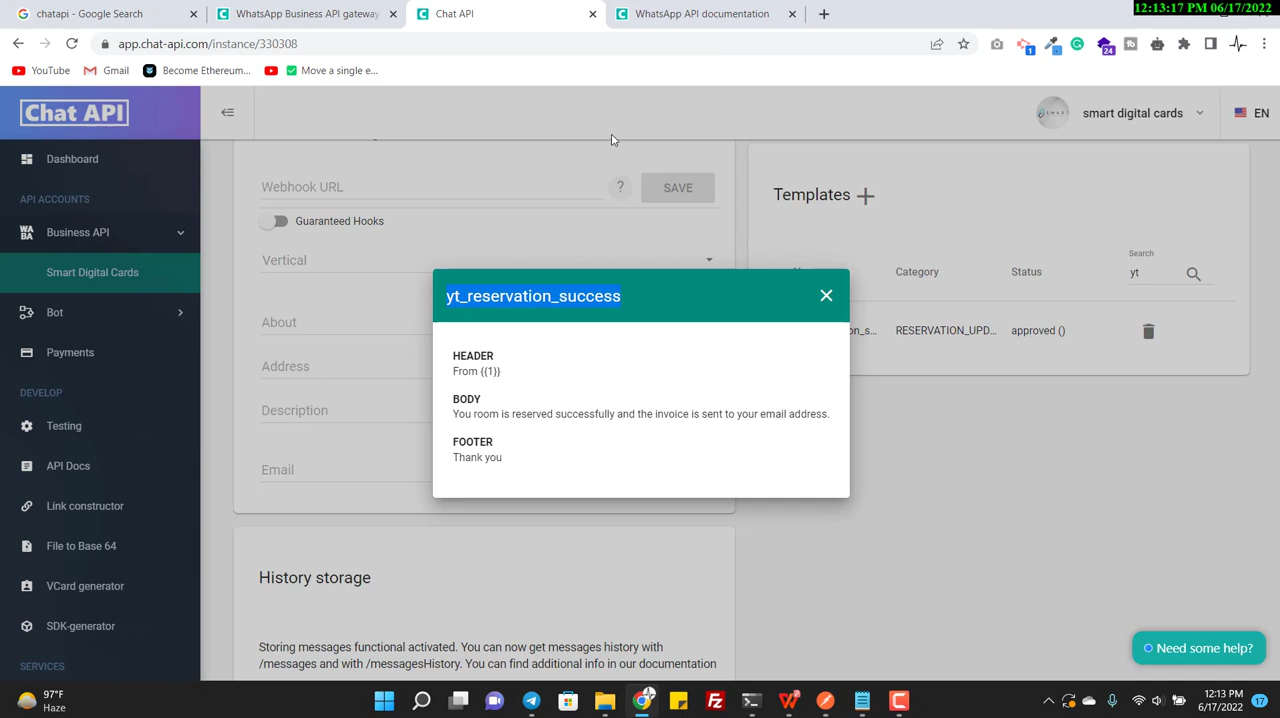 12:13:17 PM 06/17/2022
chatapi - Google Search
WhatsApp Business API gateway
Chat API
WhatsApp API documentation
app.chat-api.com/instance/330308
1
24
YouTube
Gmail
Become Ethereum...
Move a single e...
Chat API
smart digital cards
EN
Dashboard
API ACCOUNTS
WABA
Business API
Smart Digital Cards
Bot
Payments
DEVELOP
Testing
API Docs
Link constructor
File to Base 64
VCard generator
SDK-generator
SERVICES
Webhook URL
?
SAVE
Guaranteed Hooks
Vertical
About
Address
Description
Email
History storage
Storing messages functional activated. You can now get messages history with
/messages and with /messagesHistory. You can find additional info in our documentation
Templates
Category
Status
Search
yt
RESERVATION_UPD...
approved ()
yt_reservation_success
HEADER
From {{1}}
BODY
You room is reserved successfully and the invoice is sent to your email address.
FOOTER
Thank you
Need some help?
97°F
Haze
12:13 PM
6/17/2022
17